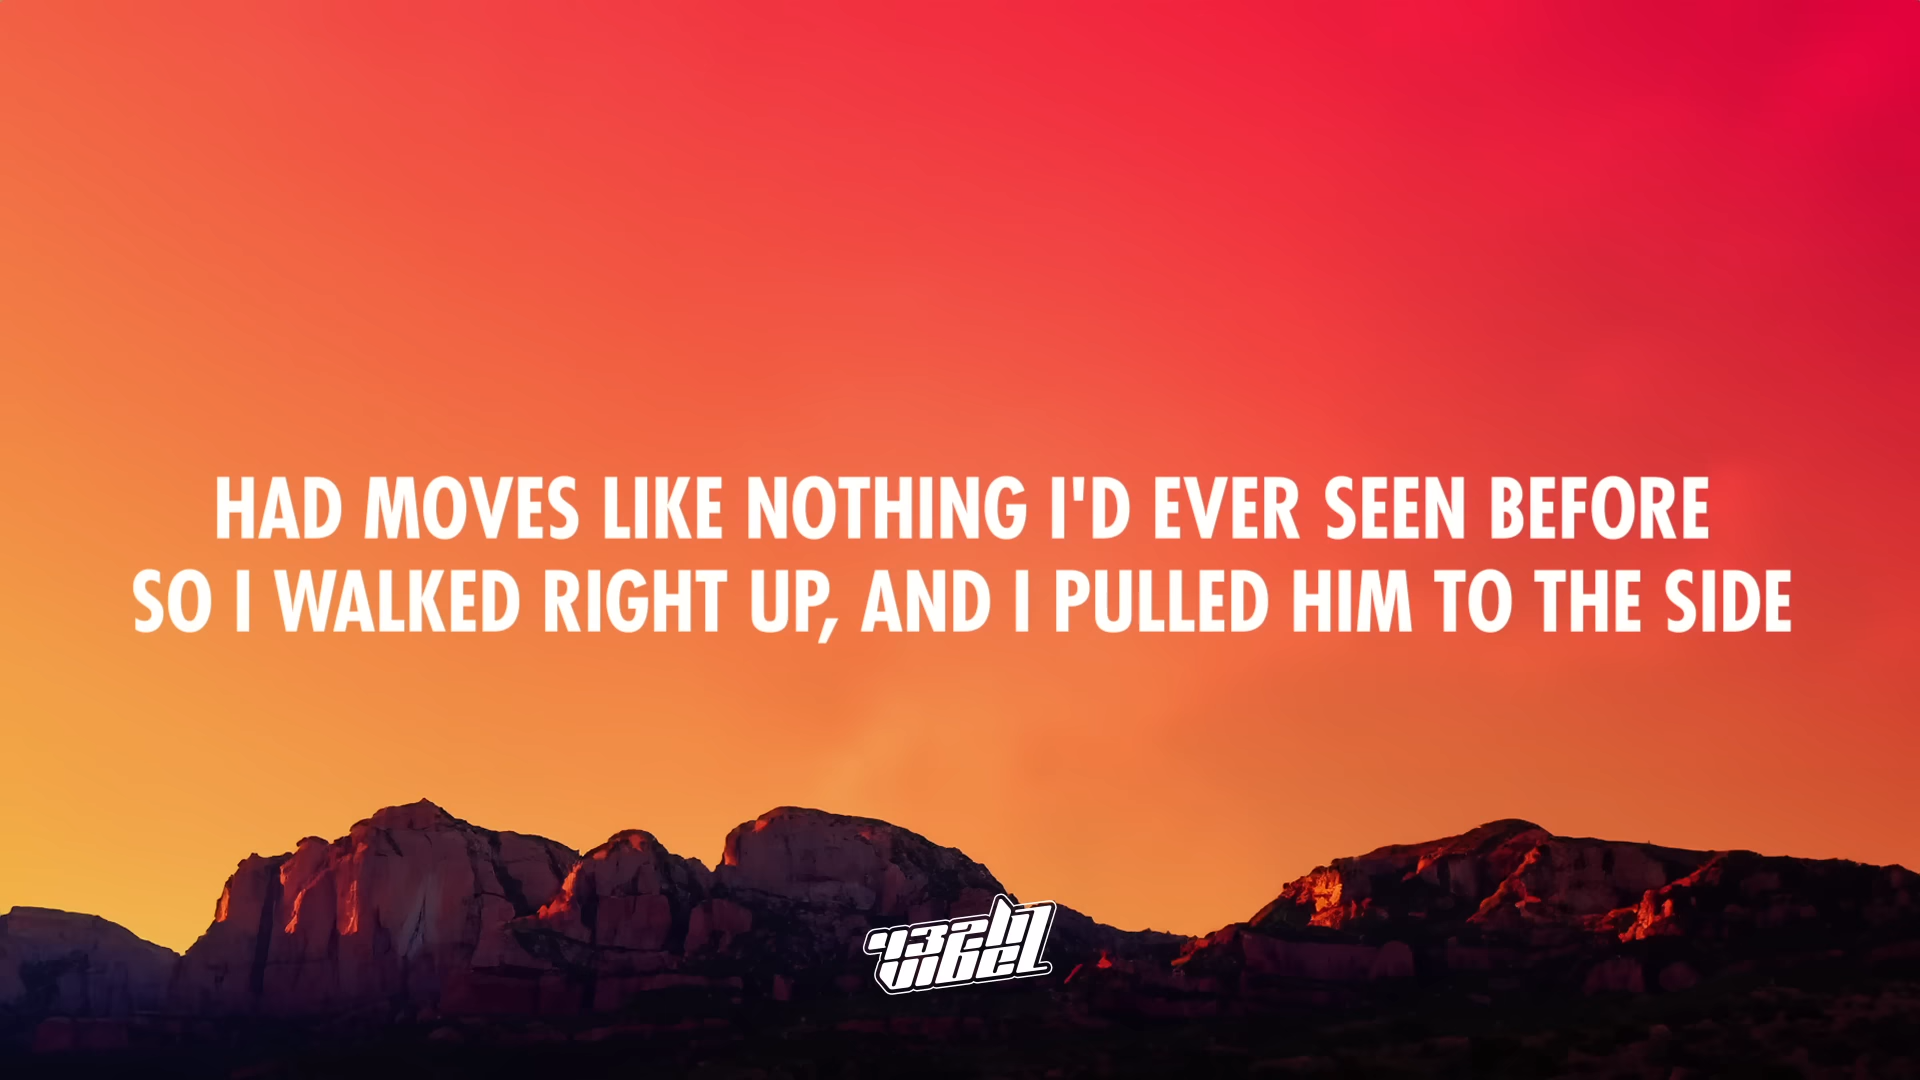 HAD MOVES LIKE NOTHING I'D EVER SEEN BEFORE
SO I WALKED RIGHT UP, AND I PULLED HIM TO THE SIDE